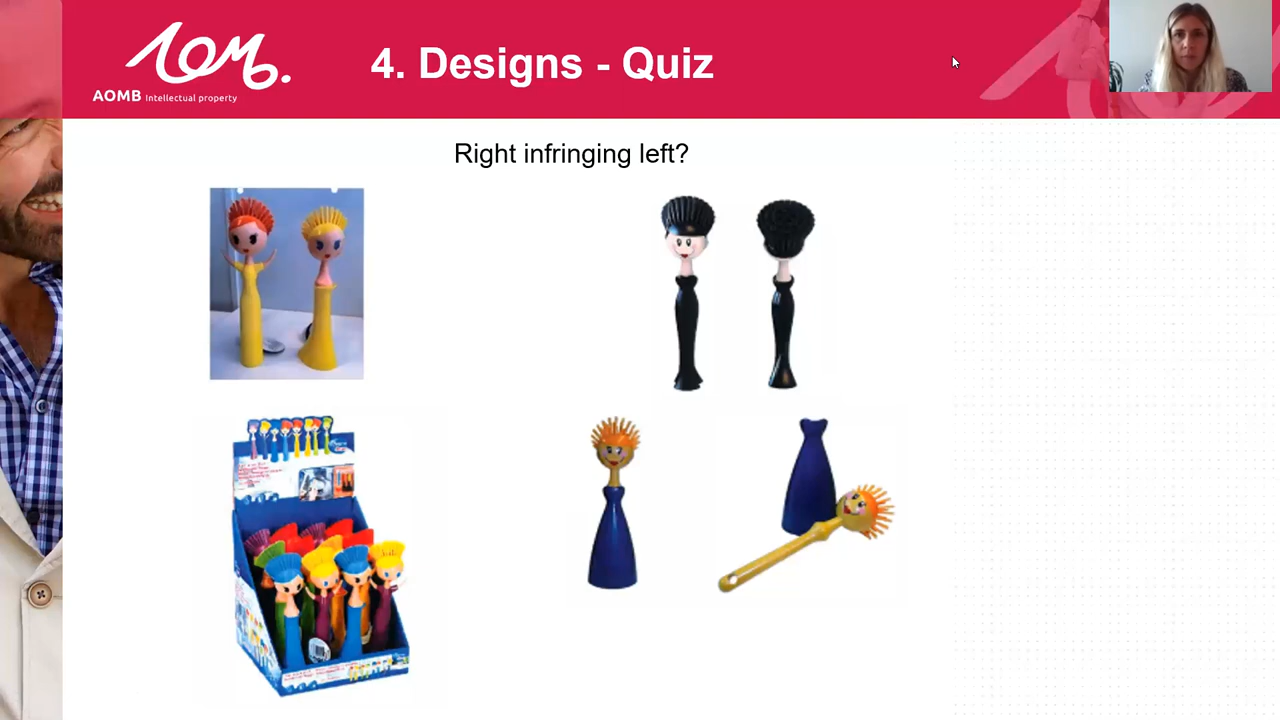 4. Designs - Quiz
AOMB Intellectual property
Right infringing left?